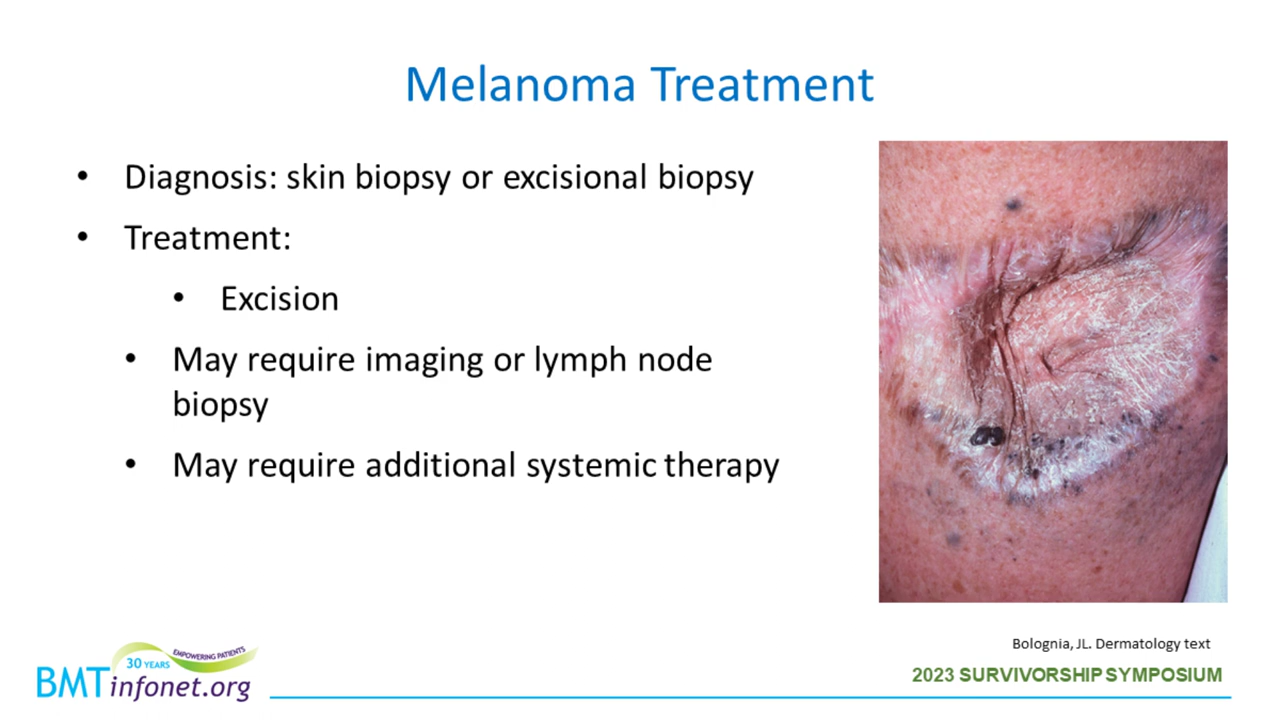 Melanoma Treatment
• Diagnosis: skin biopsy or excisional biopsy
• Treatment:
• Excision
• May require imaging or lymph node
biopsy
• May require additional systemic therapy
Bolognia, JL. Dermatology text
2023 SURVIVORSHIP SYMPOSIUM
30 YEARS
EMPOWERING PATIENTS
BMTinfonet.org